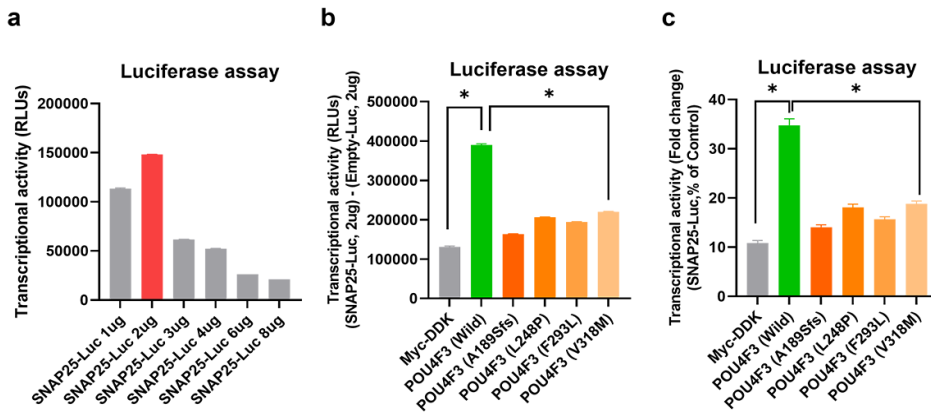 a
Luciferase assay
Transcriptional activity (RLUs)
200000
150000
100000
50000
0
SNAP25-Luc 1ug
SNAP25-Luc 2ug
SNAP25-Luc 3ug
SNAP25-Luc 4ug
SNAP25-Luc 6ug
SNAP25-Luc 8ug
b
Luciferase assay
Transcriptional activity (RLUs)
(SNAP25-Luc, 2ug) - (Empty-Luc, 2ug)
500000
400000
300000
200000
100000
0
*
*
Myc-DDK
POU4F3 (Wild)
POU4F3 (A189Sfs)
POU4F3 (L248P)
POU4F3 (F293L)
POU4F3 (V318M)
c
Luciferase assay
Transcriptional activity (Fold change)
(SNAP25-Luc,% of Control)
40
30
20
10
0
*
*
Myc-DDK
POU4F3 (Wild)
POU4F3 (A189Sfs)
POU4F3 (L248P)
POU4F3 (F293L)
POU4F3 (V318M)